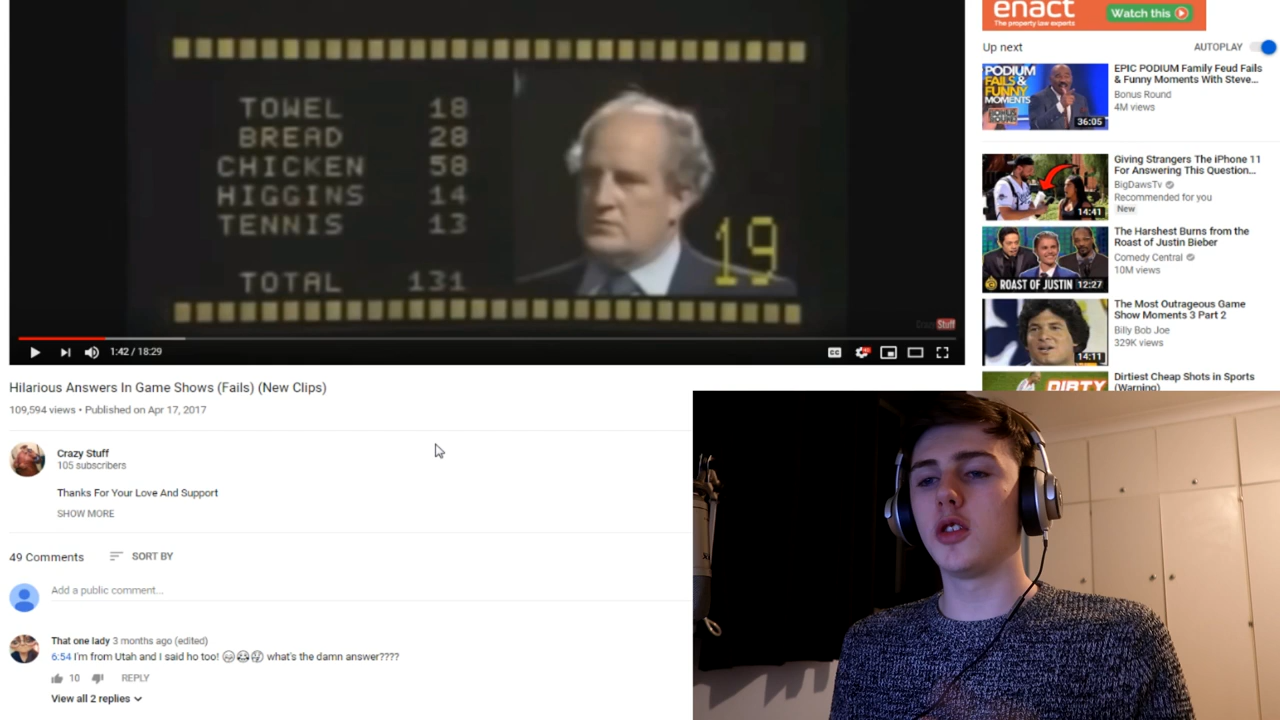 TOWEL 18
BREAD 28
CHICKEN 58
HIGGINS 14
TENNIS 13
TOTAL 131
19
Stuff
1:42 / 18:29
CC
Hilarious Answers In Game Shows (Fails) (New Clips)
109,594 views • Published on Apr 17, 2017
Crazy Stuff
105 subscribers
Thanks For Your Love And Support
SHOW MORE
49 Comments SORT BY
Add a public comment...
That one lady 3 months ago (edited)
6:54 I'm from Utah and I said ho too! 😂😂😂 what's the damn answer????
10 REPLY
View all 2 replies
enact
The property law experts
Watch this
Up next AUTOPLAY
PODIUM
FAILS &
FUNNY
MOMENTS
36:05
EPIC PODIUM Family Feud Fails
& Funny Moments With Steve...
Bonus Round
4M views
14:41
Giving Strangers The iPhone 11
For Answering This Question...
BigDawsTv
Recommended for you
New
ROAST OF JUSTIN 12:27
The Harshest Burns from the
Roast of Justin Bieber
Comedy Central
10M views
14:11
The Most Outrageous Game
Show Moments 3 Part 2
Billy Bob Joe
329K views
DIRTY
Dirtiest Cheap Shots in Sports
(Warning)